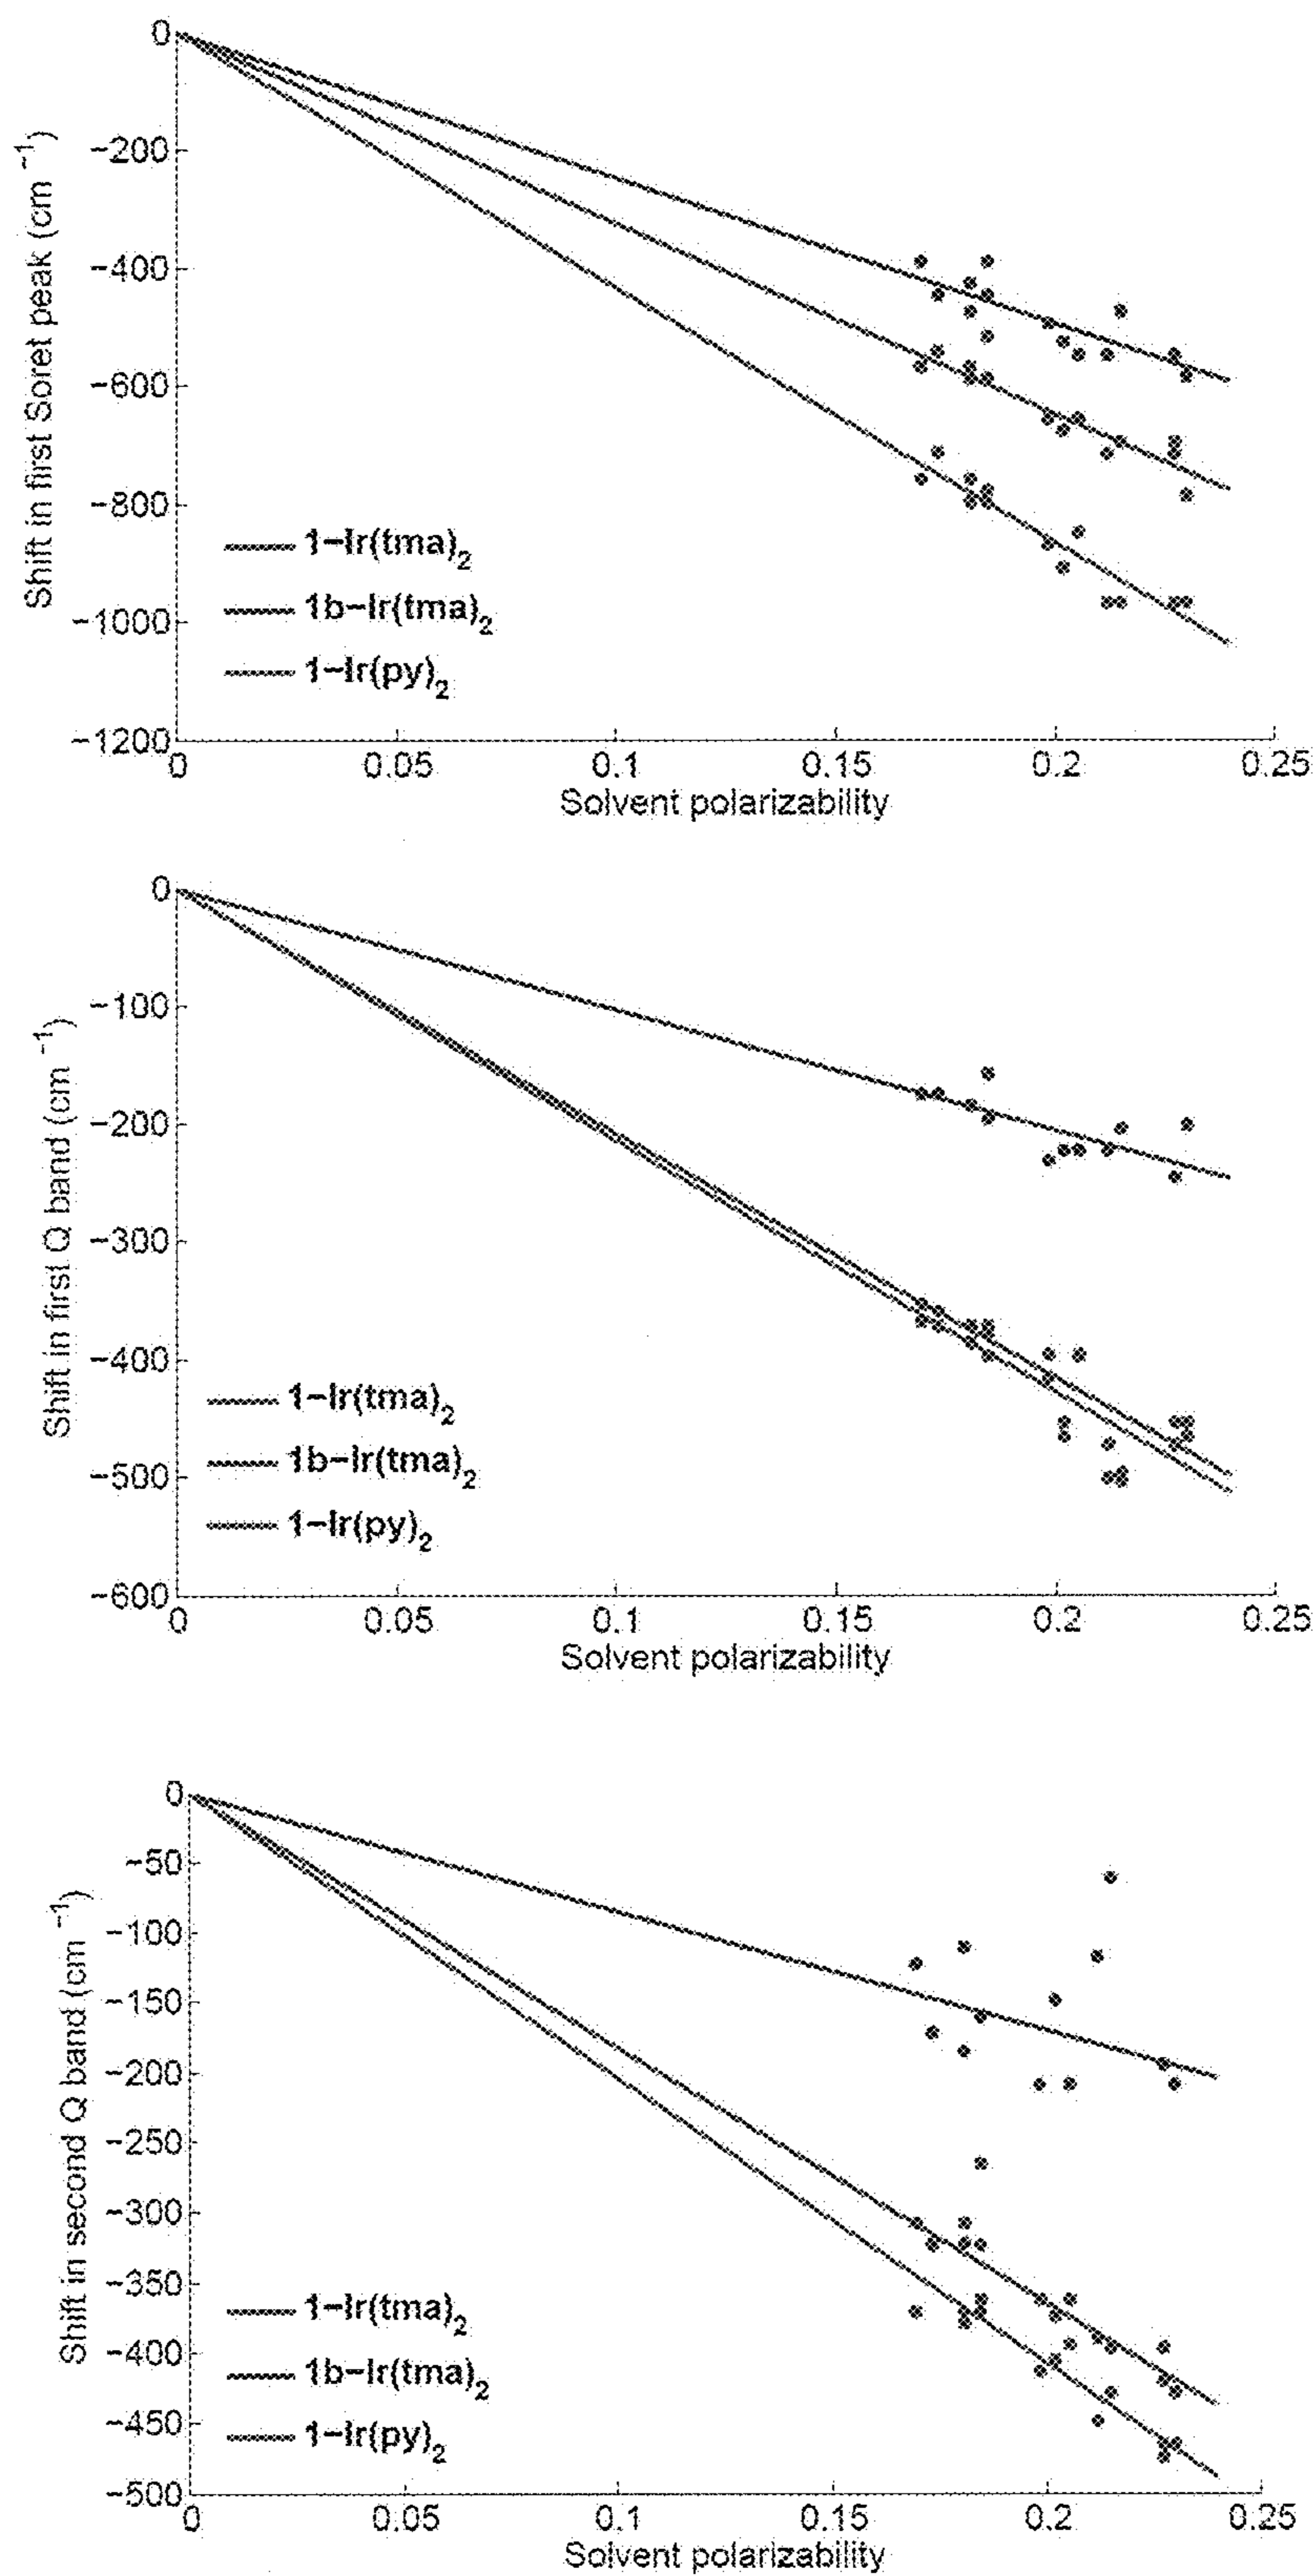 0
−200
−400
−600
−800
−1000
−1200
Shift in first Soret peak (cm⁻¹)
1−Ir(tma)₂
1b−Ir(tma)₂
1−Ir(py)₂
0 0.05 0.1 0.15 0.2 0.25
Solvent polarizability
0
−100
−200
−300
−400
−500
−600
Shift in first Q band (cm⁻¹)
1−Ir(tma)₂
1b−Ir(tma)₂
1−Ir(py)₂
0 0.05 0.1 0.15 0.2 0.25
Solvent polarizability
0
−50
−100
−150
−200
−250
−300
−350
−400
−450
−500
Shift in second Q band (cm⁻¹)
1−Ir(tma)₂
1b−Ir(tma)₂
1−Ir(py)₂
0 0.05 0.1 0.15 0.2 0.25
Solvent polarizability